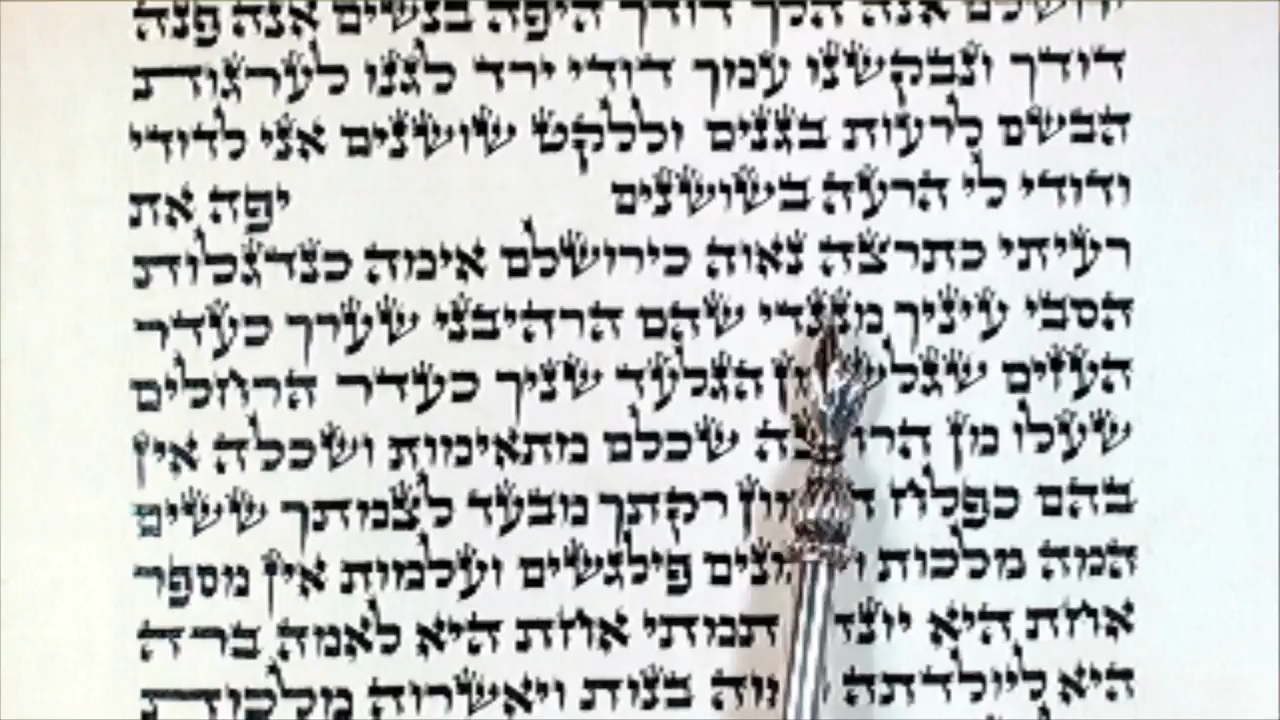 ירושלם אנה הלך דודך היפה בנשים אנה פנה
דודך ונבקשנו עמך דודי ירד לגנו לערגות
הבשם לרעות בגנים וללקט שושנים אני לדודי
ודודי לי הרעה בשושנים יפה את
רעיתי כתרצה נאוה כירושלם אימה כנדגלות
הסבי עיניך מנגדי שהם הרהיבני שערך כעדר
העזים הגלעד שניך כעדר הרחלים
שעלו מן שכלם מתאימות ושכלה אין
בהם כפלח רקתך מבעד לצמתך ששים
המה מלכות פילגשים ועלמות אין מספר
אחת היא תמתי אחת היא לאמה ברה
היא ליולדתה בנות ויאשרוה מלכות